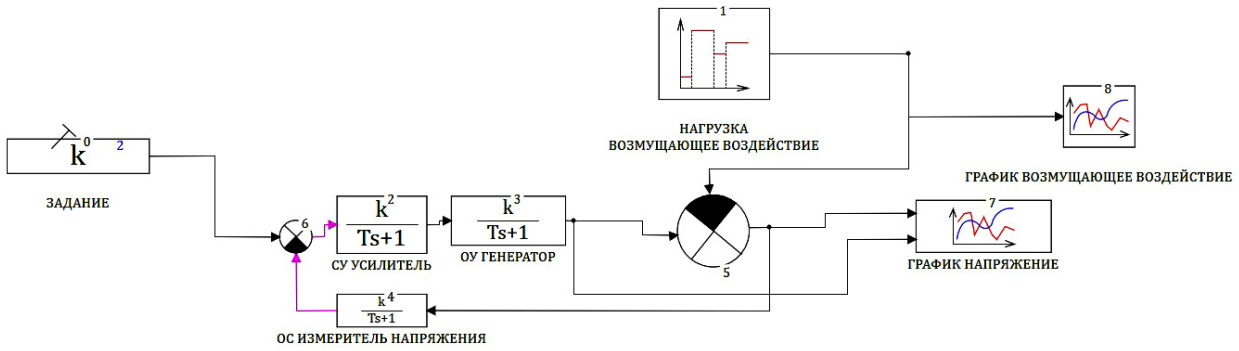 1
НАГРУЗКА
ВОЗМУЩАЮЩЕЕ ВОЗДЕЙСТВИЕ
8
ГРАФИК ВОЗМУЩАЮЩЕЕ ВОЗДЕЙСТВИЕ
0
2
k
ЗАДАНИЕ
6
2
k
Ts+1
СУ УСИЛИТЕЛЬ
3
k
Ts+1
ОУ ГЕНЕРАТОР
5
7
ГРАФИК НАПРЯЖЕНИЕ
4
k
Ts+1
ОС ИЗМЕРИТЕЛЬ НАПРЯЖЕНИЯ